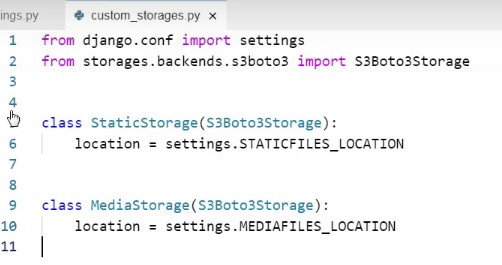 ings.py custom_storages.py ×
1 from django.conf import settings
2 from storages.backends.s3boto3 import S3Boto3Storage
3
4
class StaticStorage(S3Boto3Storage):
6 location = settings.STATICFILES_LOCATION
7
8
9 class MediaStorage(S3Boto3Storage):
10 location = settings.MEDIAFILES_LOCATION
11